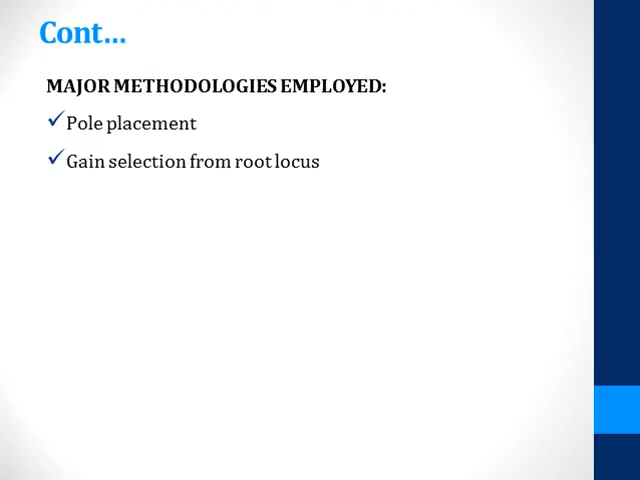 Cont...
MAJOR METHODOLOGIES EMPLOYED:
✓ Pole placement
✓ Gain selection from root locus